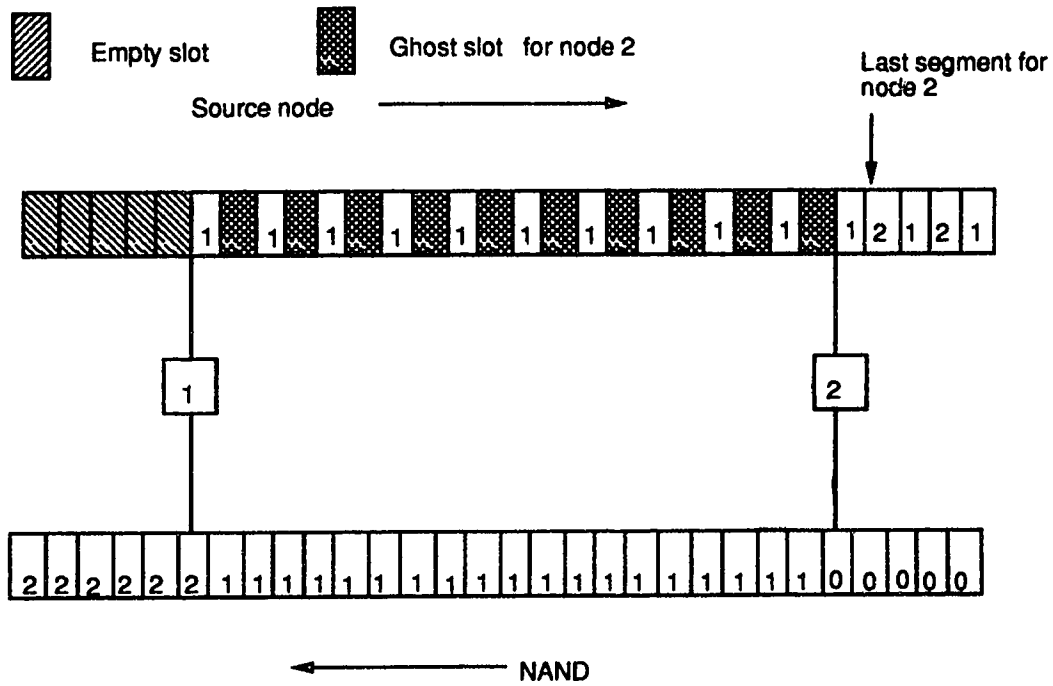 Empty slot
Ghost slot for node 2
Last segment for
node 2
Source node
1 1 1 1 1 1 1 1 1 1 1 2 1 2 1
1
2
2 2 2 2 2 2 1 1 1 1 1 1 1 1 1 1 1 1 1 1 1 1 1 1 1 0 0 0 0 0
NAND